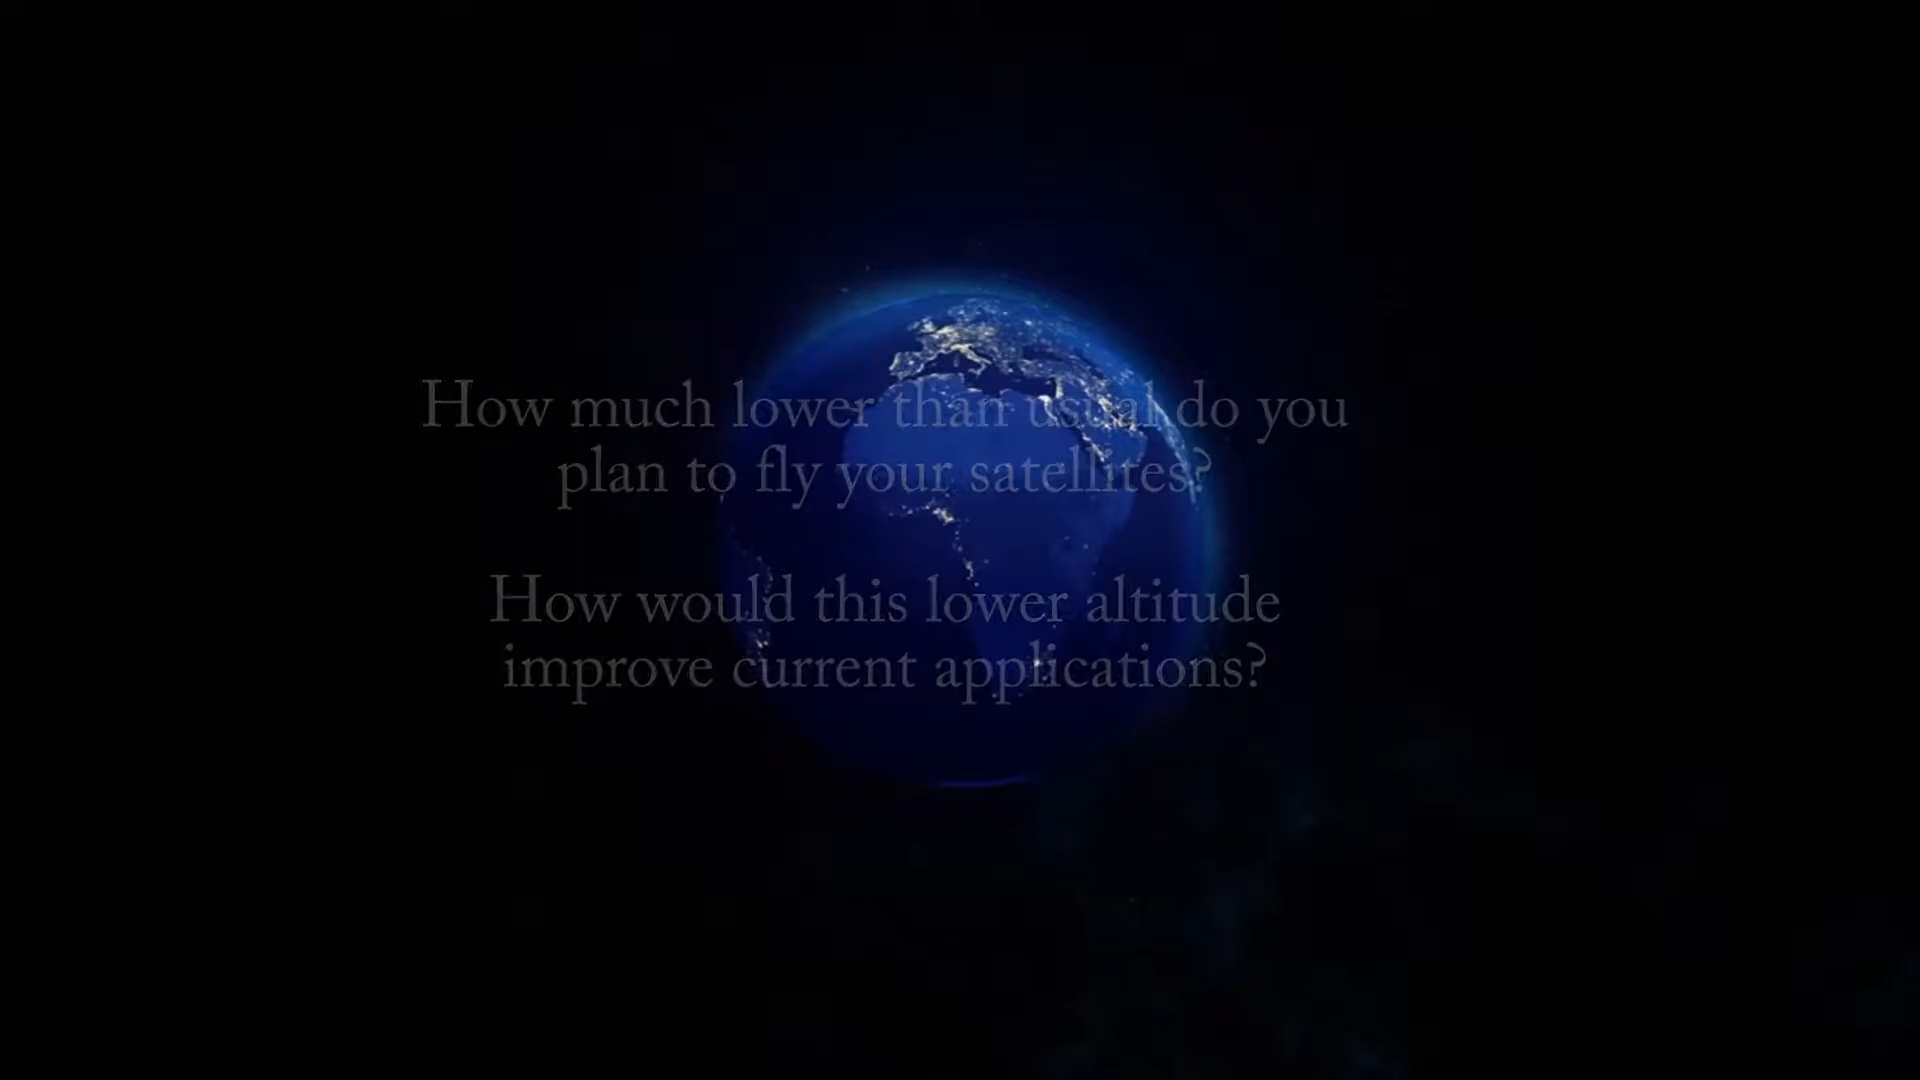 How much lower than usual do you
plan to fly your satellites?
How would this lower altitude
improve current applications?